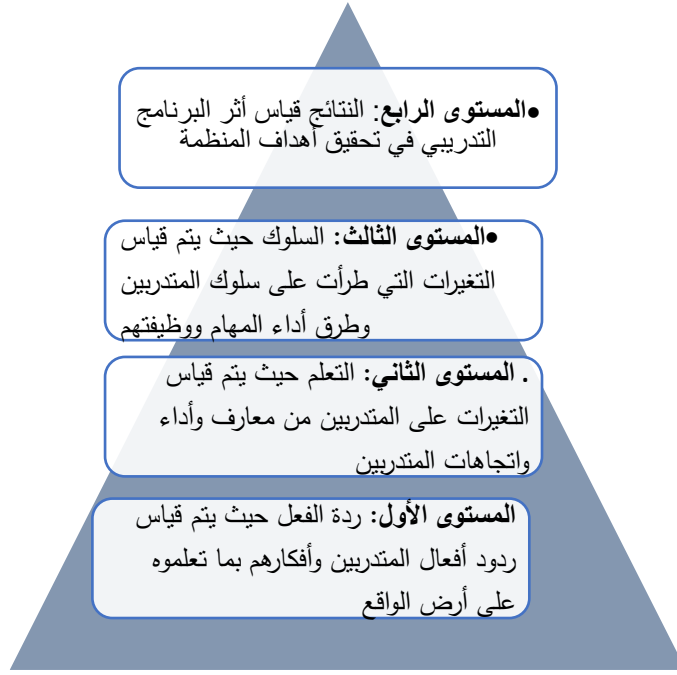 •المستوى الرابع: النتائج قياس أثر البرنامج
التدريبي في تحقيق أهداف المنظمة
•المستوى الثالث: السلوك حيث يتم قياس
التغيرات التي طرأت على سلوك المتدربين
وطرق أداء المهام ووظيفتهم
. المستوى الثاني: التعلم حيث يتم قياس
التغيرات على المتدربين من معارف وأداء
واتجاهات المتدربين
المستوى الأول: ردة الفعل حيث يتم قياس
ردود أفعال المتدربين وأفكارهم بما تعلموه
على أرض الواقع